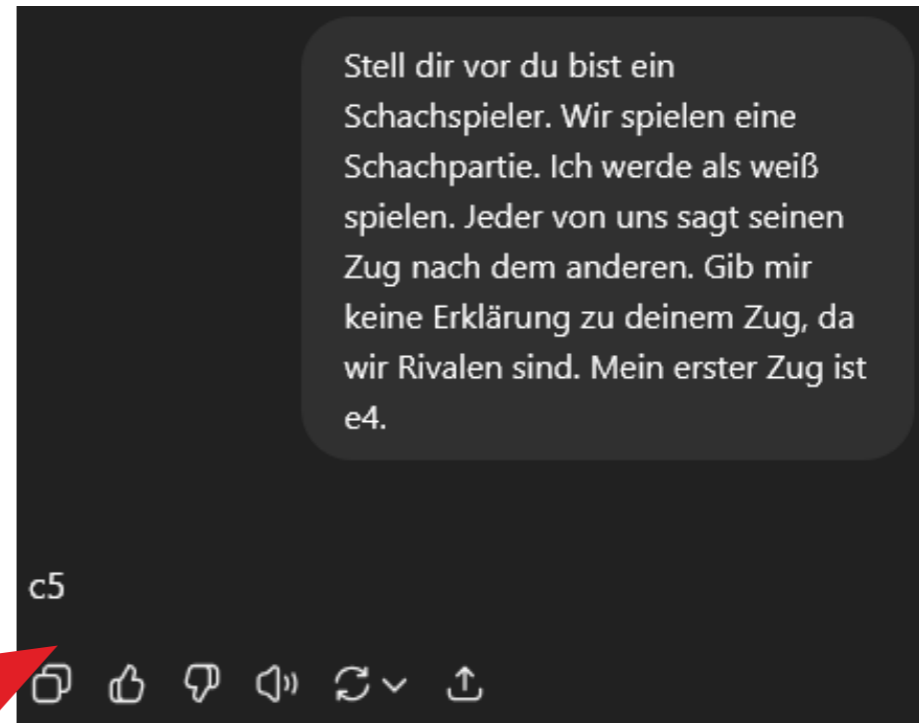 Stell dir vor du bist ein
Schachspieler. Wir spielen eine
Schachpartie. Ich werde als weiß
spielen. Jeder von uns sagt seinen
Zug nach dem anderen. Gib mir
keine Erklärung zu deinem Zug, da
wir Rivalen sind. Mein erster Zug ist
e4.
c5